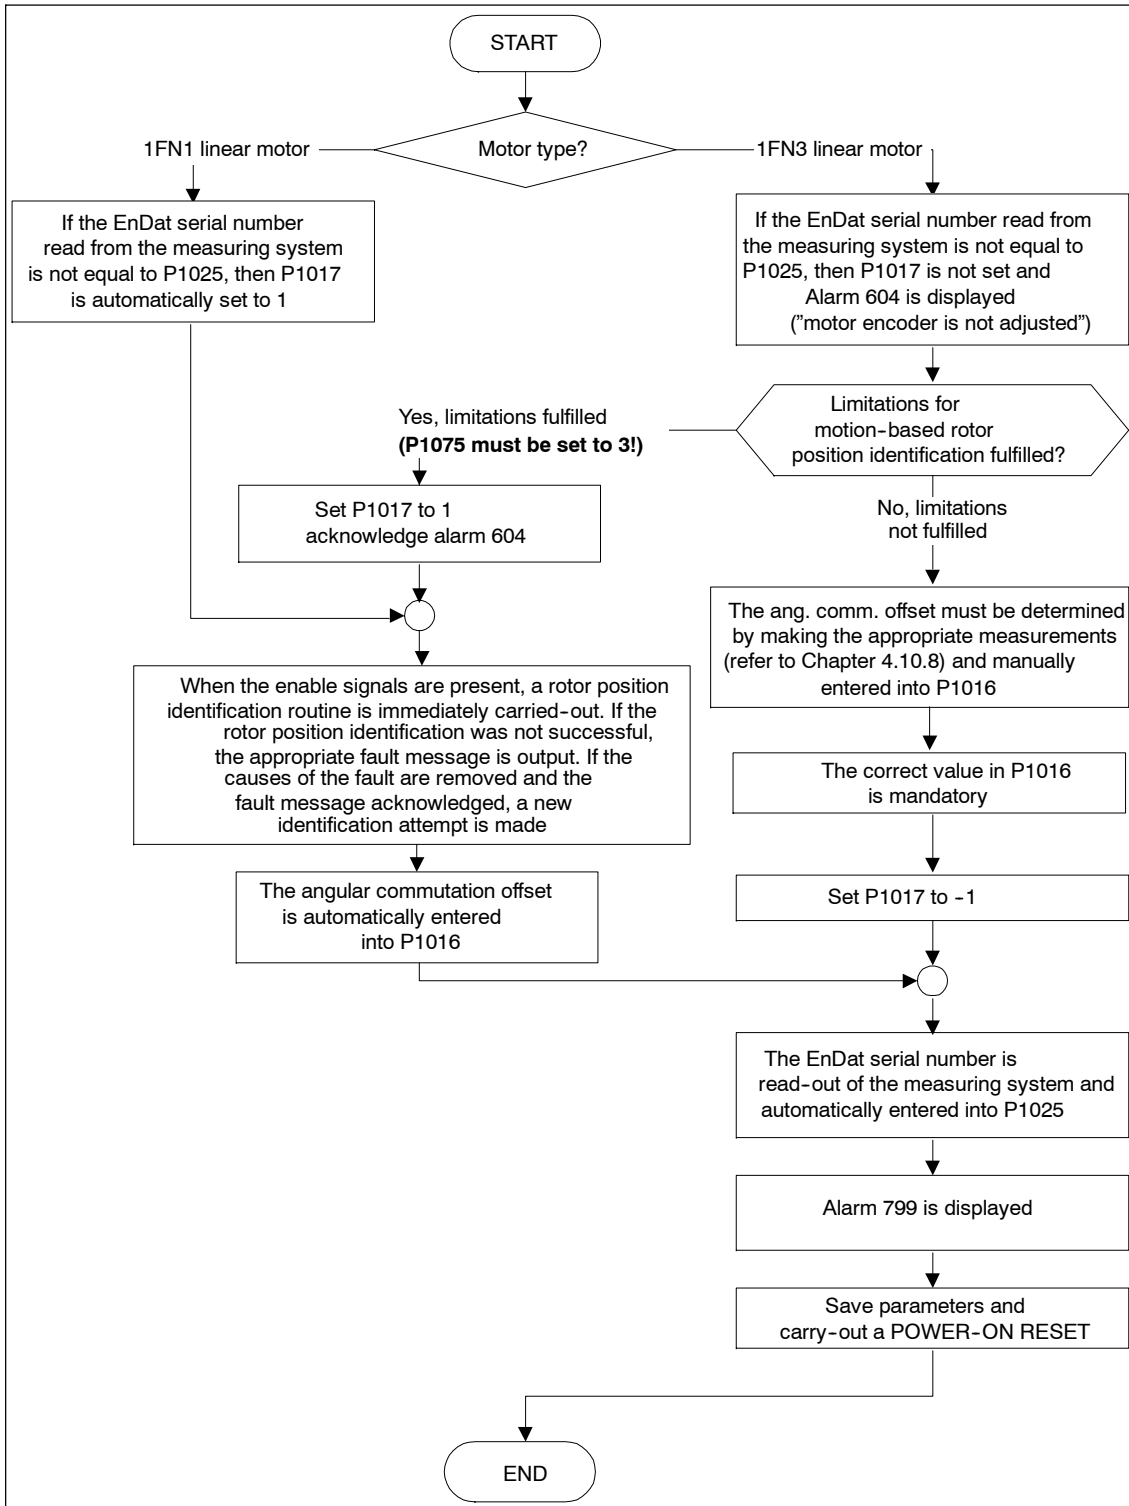 START
Motor type?
1FN1 linear motor
1FN3 linear motor
If the EnDat serial number
read from the measuring system
is not equal to P1025, then P1017
is automatically set to 1
If the EnDat serial number read from
the measuring system is not equal to
P1025, then P1017 is not set and
Alarm 604 is displayed
(”motor encoder is not adjusted”)
Limitations for
motion-based rotor
position identification fulfilled?
Yes, limitations fulfilled
(P1075 must be set to 3!)
Set P1017 to 1
acknowledge alarm 604
No, limitations
not fulfilled
The ang. comm. offset must be determined
by making the appropriate measurements
(refer to Chapter 4.10.8) and manually
entered into P1016
When the enable signals are present, a rotor position
identification routine is immediately carried-out. If the
rotor position identification was not successful,
the appropriate fault message is output. If the
causes of the fault are removed and the
fault message acknowledged, a new
identification attempt is made
The correct value in P1016
is mandatory
The angular commutation offset
is automatically entered
into P1016
Set P1017 to -1
The EnDat serial number is
read-out of the measuring system and
automatically entered into P1025
Alarm 799 is displayed
Save parameters and
carry-out a POWER-ON RESET
END